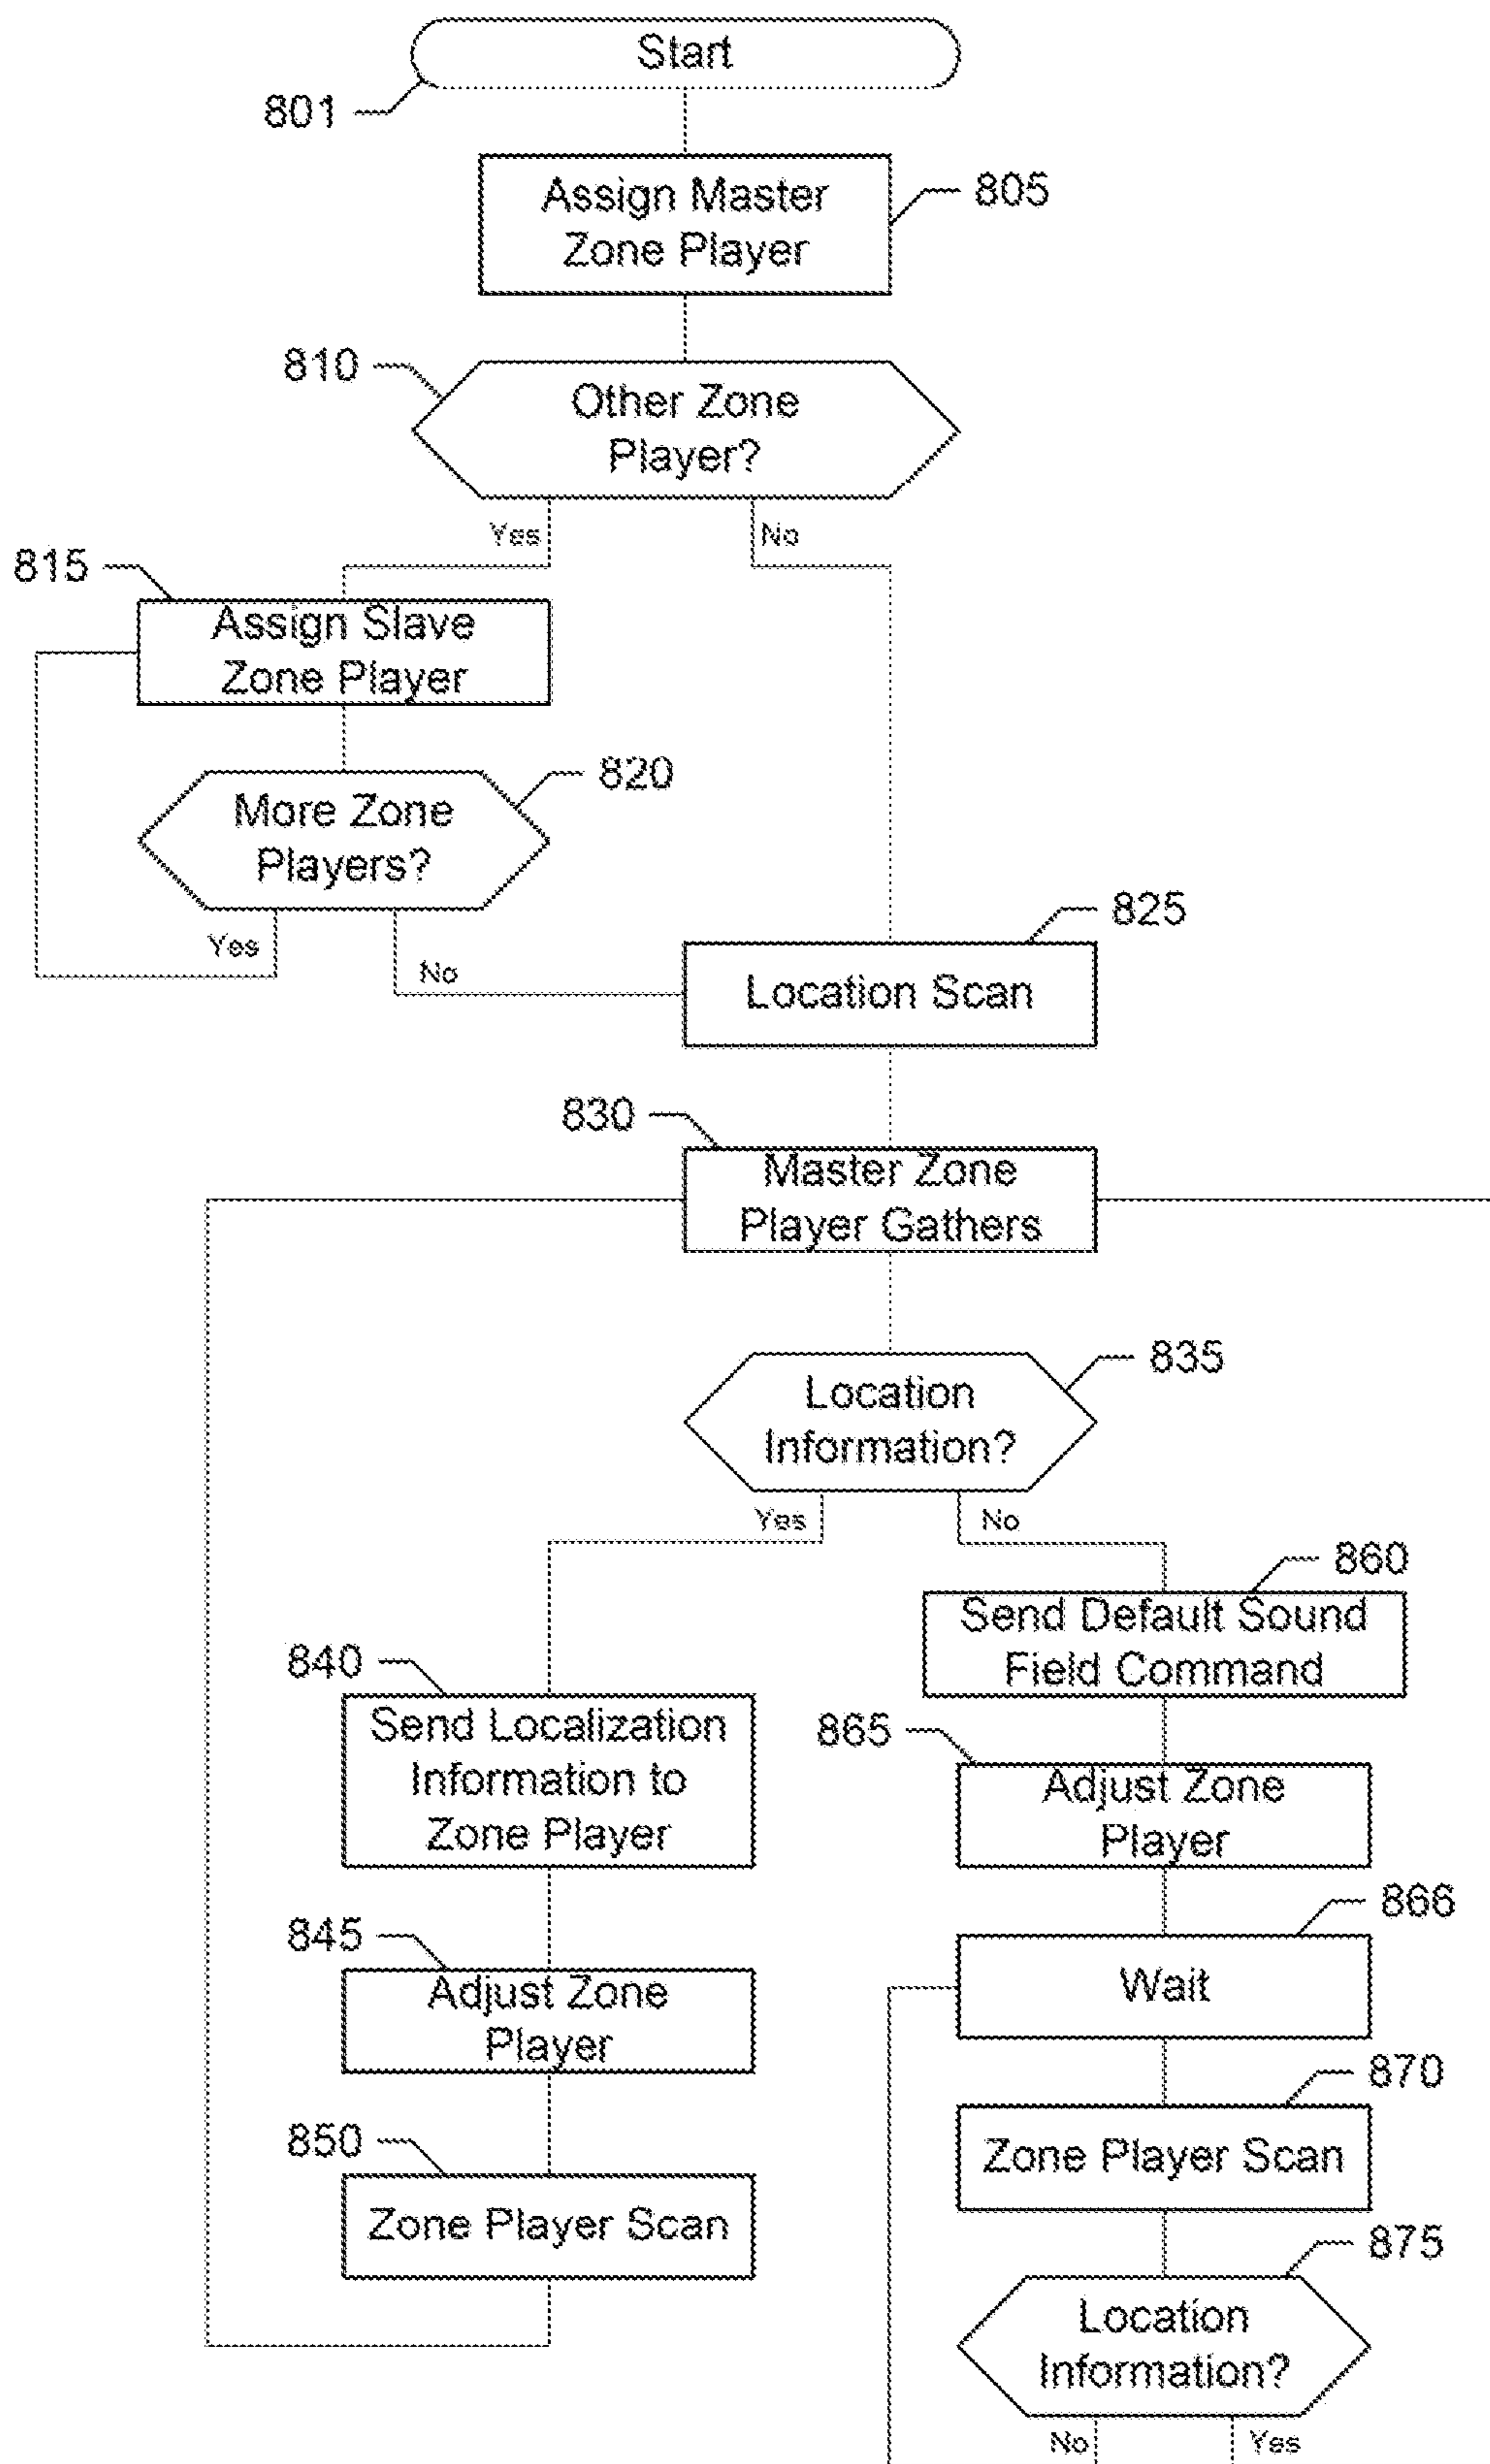 Start
801
Assign Master
Zone Player
805
810
Other Zone
Player?
Yes
No
815
Assign Slave
Zone Player
820
More Zone
Players?
Yes
No
825
Location Scan
830
Master Zone
Player Gathers
835
Location
Information?
Yes
No
860
Send Default Sound
Field Command
840
Send Localization
Information to
Zone Player
865
Adjust Zone
Player
866
Wait
845
Adjust Zone
Player
870
Zone Player Scan
850
Zone Player Scan
875
Location
Information?
No
Yes